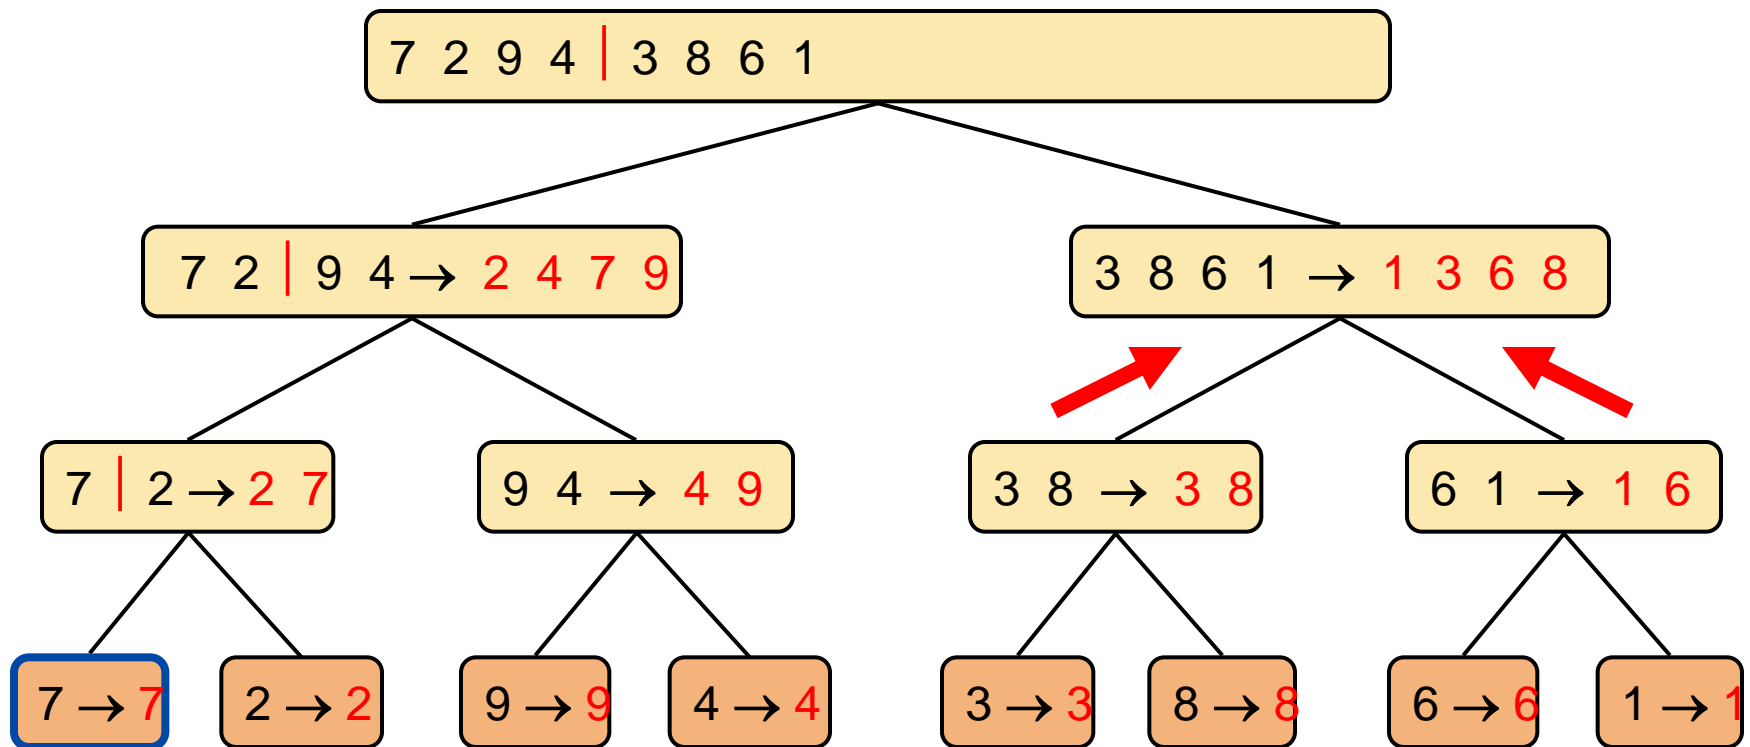 7 2 9 4 | 3 8 6 1
7 2 | 9 4 → 2 4 7 9
3 8 6 1 → 1 3 6 8
7 | 2 → 2 7
9 4 → 4 9
3 8 → 3 8
6 1 → 1 6
7 → 7
2 → 2
9 → 9
4 → 4
3 → 3
8 → 8
6 → 6
1 → 1